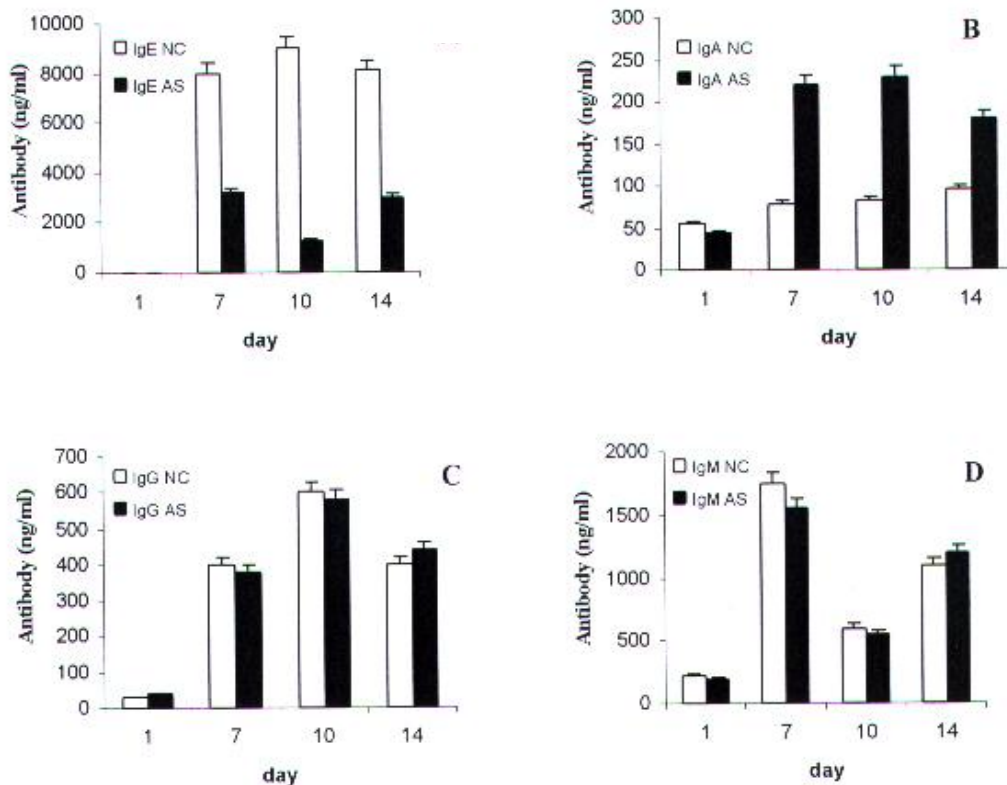 10000
8000
6000
4000
2000
0
Antibody (ng/ml)
IgE NC
IgE AS
1 7 10 14
day
B
300
250
200
150
100
50
0
Antibody (ng/ml)
IgA NC
IgA AS
1 7 10 14
day
C
700
600
500
400
300
200
100
0
Antibody (ng/ml)
IgG NC
IgG AS
1 7 10 14
day
D
2000
1500
1000
500
0
Antibody (ng/ml)
IgM NC
IgM AS
1 7 10 14
day